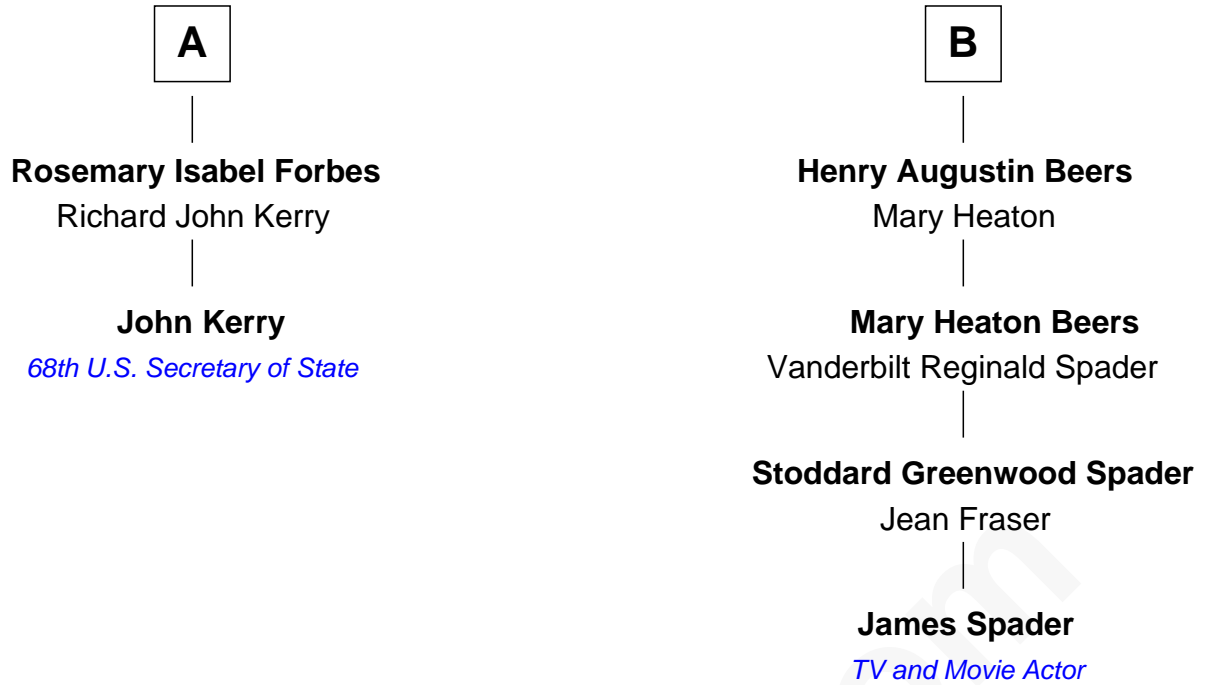 A
Rosemary Isabel Forbes
Richard John Kerry
John Kerry
68th U.S. Secretary of State
B
Henry Augustin Beers
Mary Heaton
Mary Heaton Beers
Vanderbilt Reginald Spader
Stoddard Greenwood Spader
Jean Fraser
James Spader
TV and Movie Actor